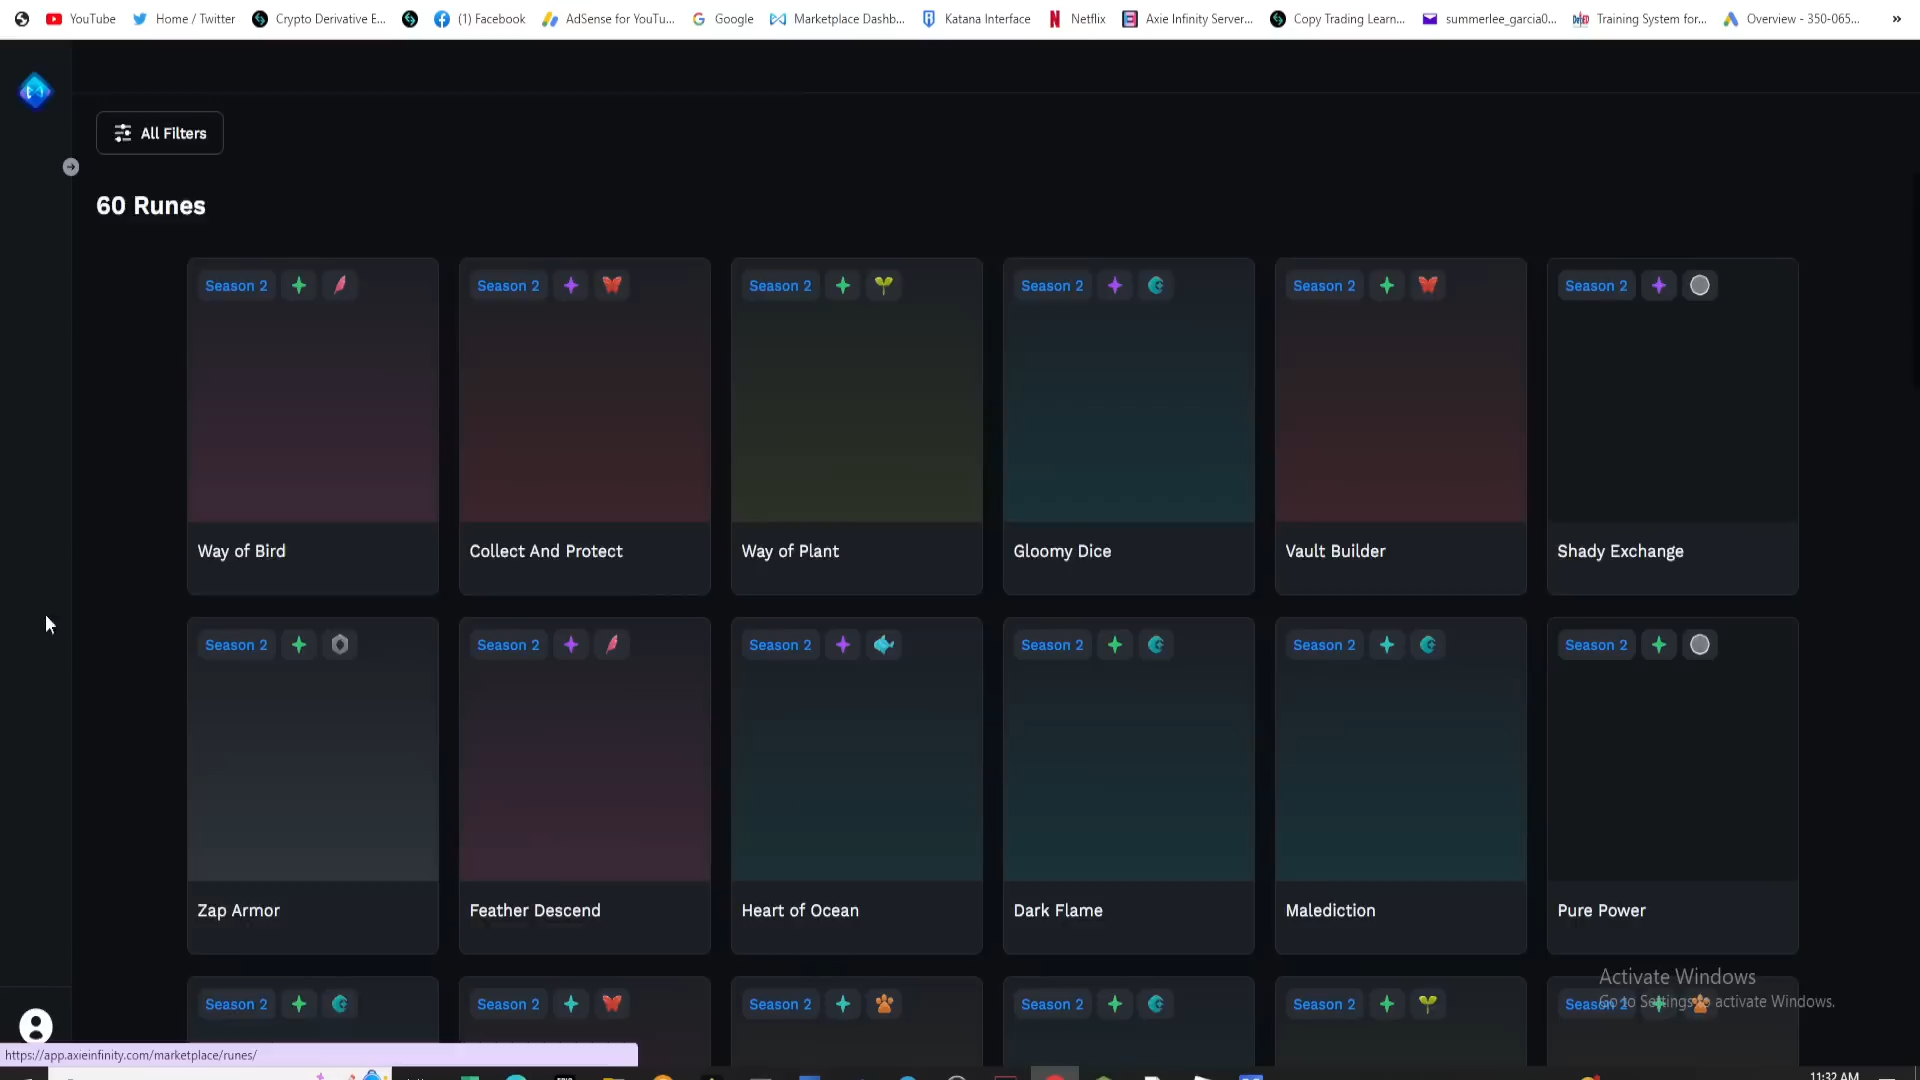 YouTube Home / Twitter Crypto Derivative E... (1) Facebook AdSense for YouTu... Google Marketplace Dashb... Katana Interface Netflix Axie Infinity Server... Copy Trading Learn... summerlee_garcia0... Training System for... Overview - 350-065... »
All Filters
60 Runes
Season 2 Season 2 Season 2 Season 2 Season 2 Season 2
Way of Bird Collect And Protect Way of Plant Gloomy Dice Vault Builder Shady Exchange
Season 2 Season 2 Season 2 Season 2 Season 2 Season 2
Zap Armor Feather Descend Heart of Ocean Dark Flame Malediction Pure Power
Activate Windows
Season 2 Season 2 Season 2 Season 2 Season 2 Season 2
Go to Settings to activate Windows.
https://app.axieinfinity.com/marketplace/runes/
11:32 AM